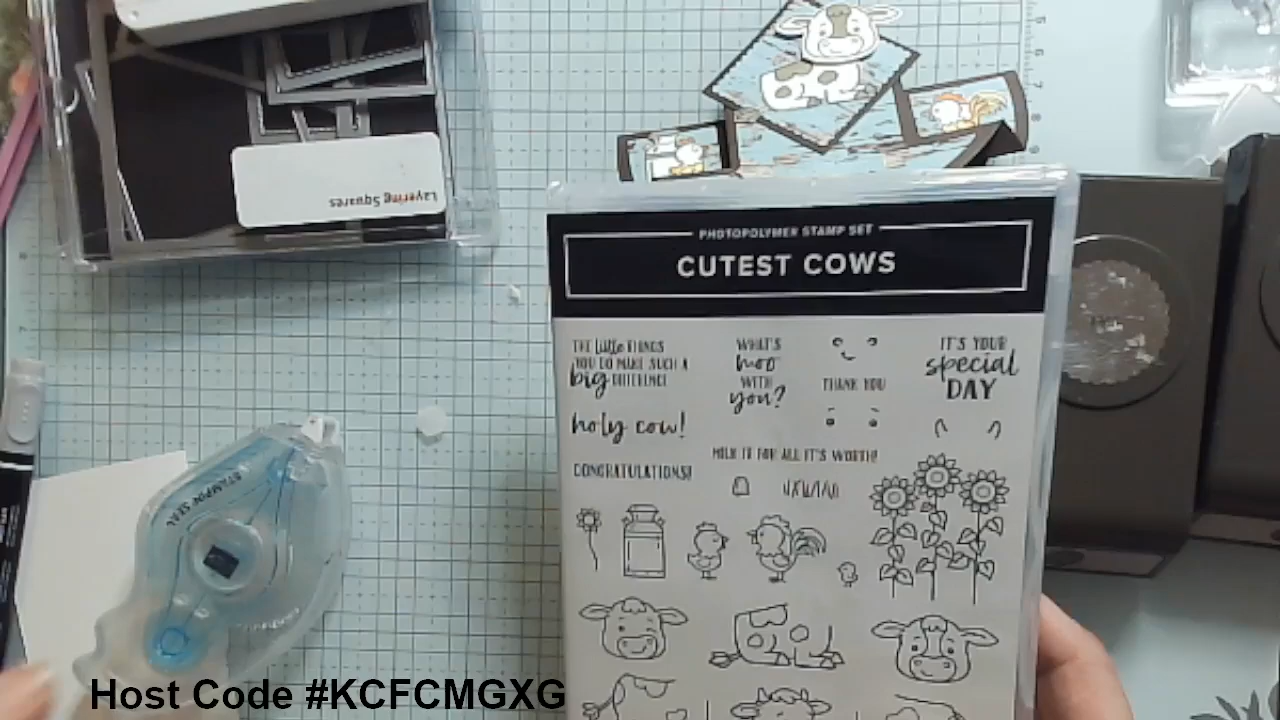 Layering Squares
PHOTOPOLYMER STAMP SET
CUTEST COWS
THE little THINGS
YOU DO MAKE SUCH A
big DIFFERENCE
holy cow!
CONGRATULATIONS!
WHAT'S
moo
WITH
you?
THANK YOU
MILK IT FOR ALL IT'S WORTH!
IT'S YOUR
special
DAY
STAMPIN' SEAL
Host Code #KCFCMGXG